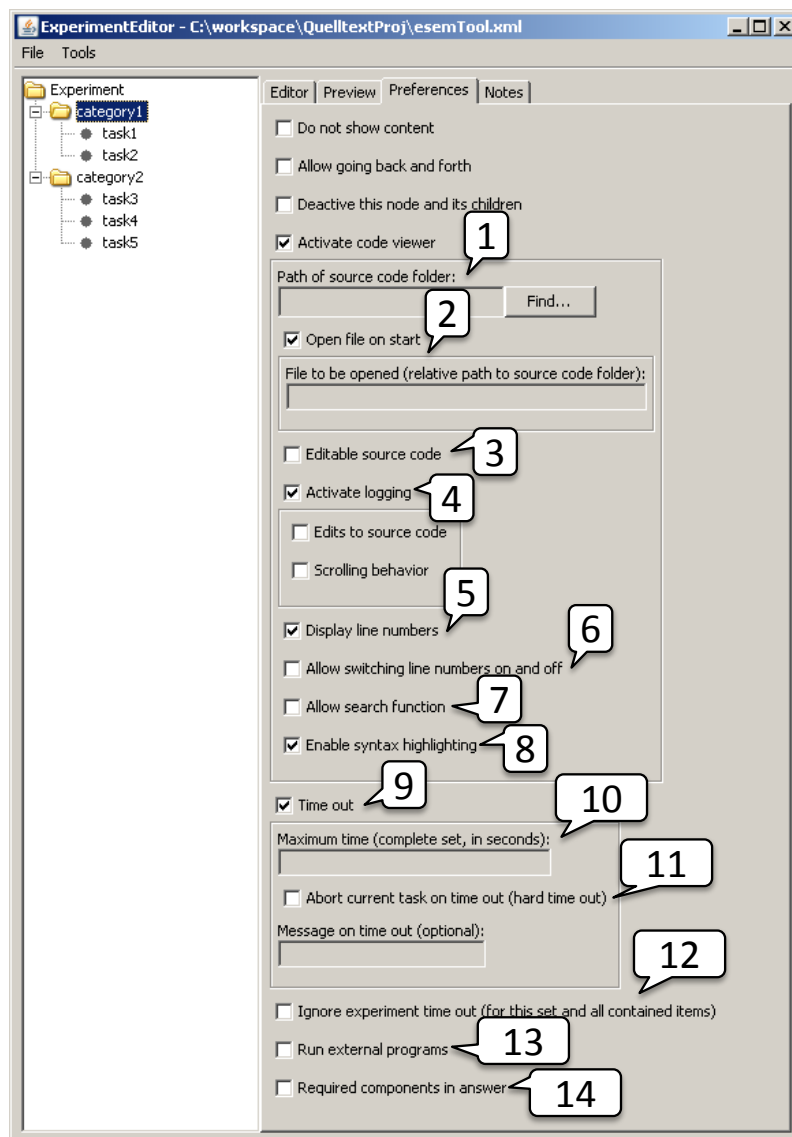 ExperimentEditor - C:\workspace\QuelltextProj\esemTool.xml
File Tools
Experiment
category1
task1
task2
category2
task3
task4
task5
Editor Preview Preferences Notes
Do not show content
Allow going back and forth
Deactive this node and its children
Activate code viewer
1
Path of source code folder:
Find...
2
Open file on start
File to be opened (relative path to source code folder):
Editable source code
3
Activate logging
4
Edits to source code
Scrolling behavior
5
Display line numbers
6
Allow switching line numbers on and off
Allow search function
7
Enable syntax highlighting
8
Time out
9
10
Maximum time (complete set, in seconds):
11
Abort current task on time out (hard time out)
Message on time out (optional):
12
Ignore experiment time out (for this set and all contained items)
Run external programs
13
Required components in answer
14